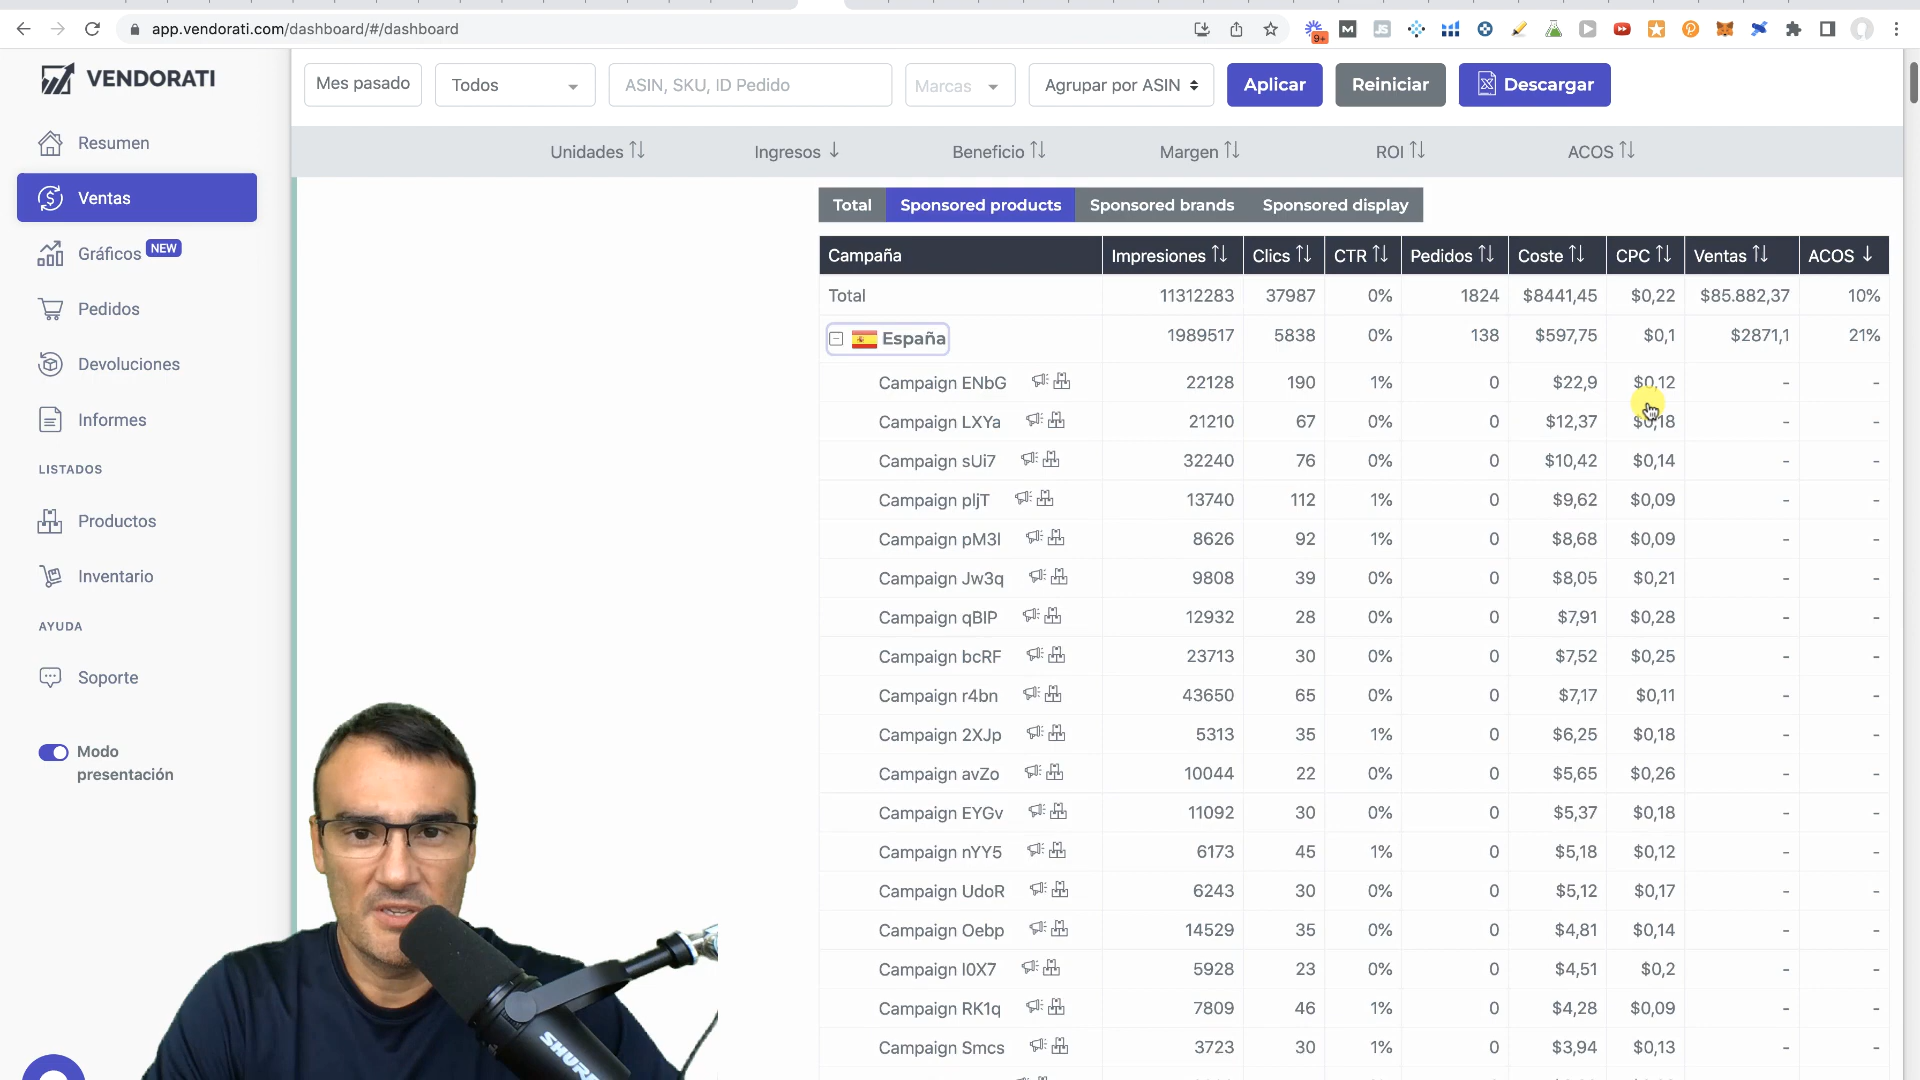 app.vendorati.com/dashboard/#/dashboard
9+
VENDORATI
Mes pasado
Todos
ASIN, SKU, ID Pedido
Marcas
Agrupar por ASIN
Aplicar
Reiniciar
Descargar
Resumen
Ventas
Gráficos NEW
Pedidos
Devoluciones
Informes
LISTADOS
Productos
Inventario
AYUDA
Soporte
Modo
presentación
Unidades Ingresos Beneficio Margen ROI ACOS
Total Sponsored products Sponsored brands Sponsored display
Campaña Impresiones Clics CTR Pedidos Coste CPC Ventas ACOS
Total 11312283 37987 0% 1824 $8441,45 $0,22 $85.882,37 10%
España 1989517 5838 0% 138 $597,75 $0,1 $2871,1 21%
Campaign ENbG 22128 190 1% 0 $22,9 $0,12 - -
Campaign LXYa 21210 67 0% 0 $12,37 $0,18 - -
Campaign sUi7 32240 76 0% 0 $10,42 $0,14 - -
Campaign pljT 13740 112 1% 0 $9,62 $0,09 - -
Campaign pM3l 8626 92 1% 0 $8,68 $0,09 - -
Campaign Jw3q 9808 39 0% 0 $8,05 $0,21 - -
Campaign qBIP 12932 28 0% 0 $7,91 $0,28 - -
Campaign bcRF 23713 30 0% 0 $7,52 $0,25 - -
Campaign r4bn 43650 65 0% 0 $7,17 $0,11 - -
Campaign 2XJp 5313 35 1% 0 $6,25 $0,18 - -
Campaign avZo 10044 22 0% 0 $5,65 $0,26 - -
Campaign EYGv 11092 30 0% 0 $5,37 $0,18 - -
Campaign nYY5 6173 45 1% 0 $5,18 $0,12 - -
Campaign UdoR 6243 30 0% 0 $5,12 $0,17 - -
Campaign Oebp 14529 35 0% 0 $4,81 $0,14 - -
Campaign I0X7 5928 23 0% 0 $4,51 $0,2 - -
Campaign RK1q 7809 46 1% 0 $4,28 $0,09 - -
Campaign Smcs 3723 30 1% 0 $3,94 $0,13 - -
SHURE